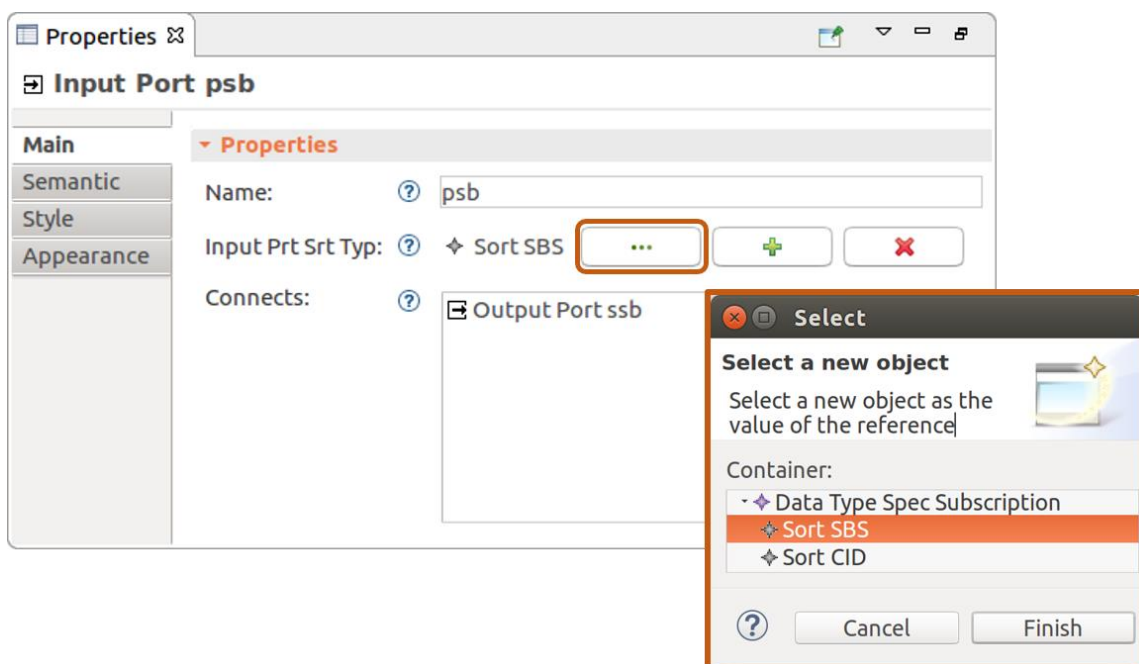 Properties
Input Port psb
Main
Semantic
Style
Appearance
Properties
Name:
psb
Input Prt Srt Typ:
Sort SBS
...
Connects:
Output Port ssb
Select
Select a new object
Select a new object as the
value of the reference
Container:
Data Type Spec Subscription
Sort SBS
Sort CID
Cancel
Finish